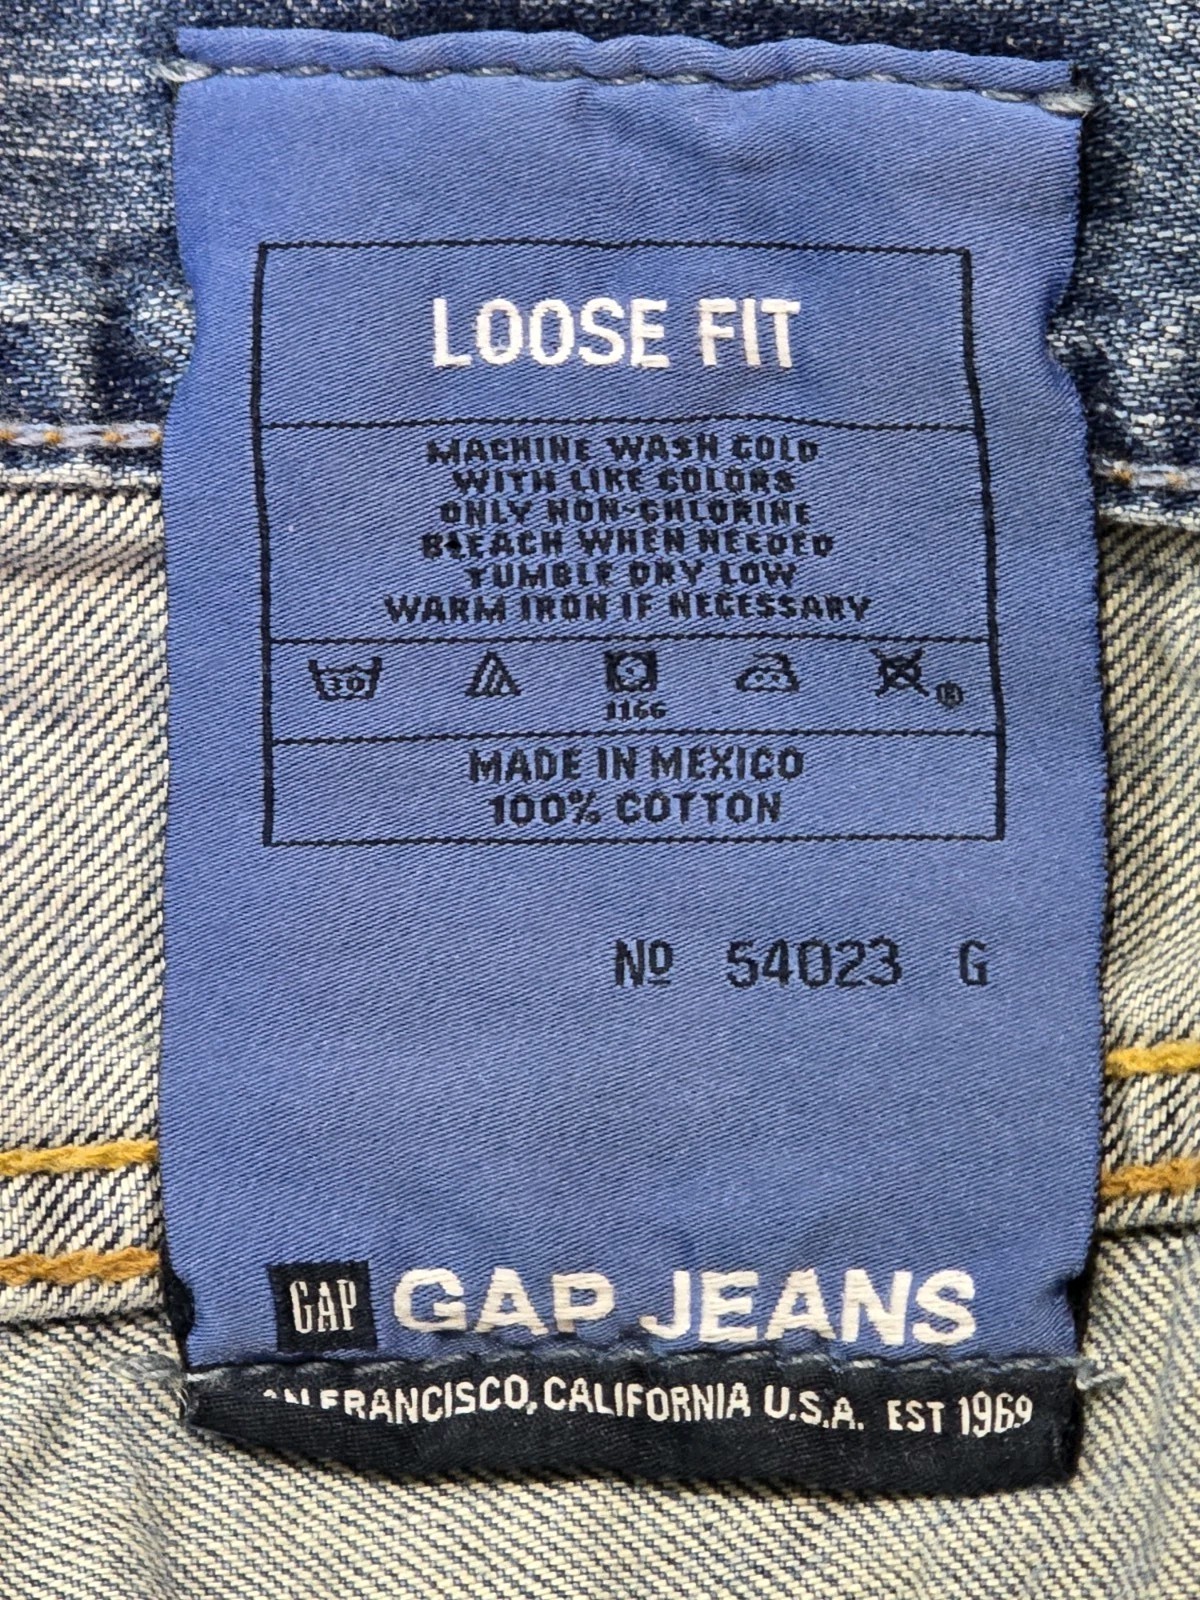 LOOSE FIT
MACHINE WASH COLD
WITH LIKE COLORS
ONLY NON-CHLORINE
BLEACH WHEN NEEDED
TUMBLE DRY LOW
WARM IRON IF NECESSARY
30 ®
1166
MADE IN MEXICO
100% COTTON
Nº 54023 G
GAP GAP JEANS
FRANCISCO, CALIFORNIA U.S.A. EST 1969